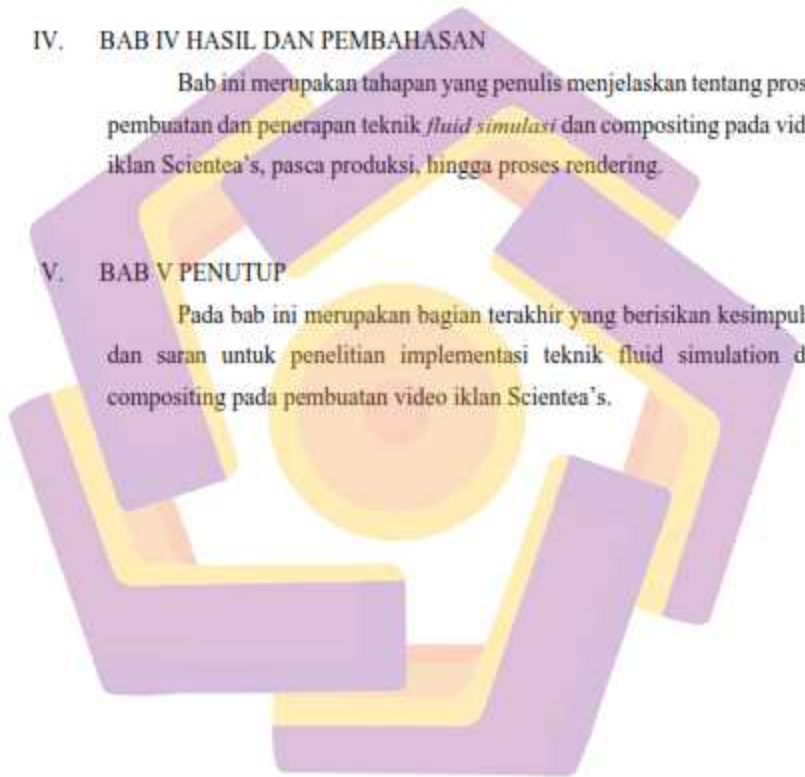 IV. BAB IV HASIL DAN PEMBAHASAN
Bab ini merupakan tahapan yang penulis menjelaskan tentang pros
pembuatan dan penerapan teknik fluid simulasi dan compositing pada vid
iklan Scientea’s, pasca produksi, hingga proses rendering.
V. BAB V PENUTUP
Pada bab ini merupakan bagian terakhir yang berisikan kesimpul
dan saran untuk penelitian implementasi teknik fluid simulation d
compositing pada pembuatan video iklan Scientea’s.